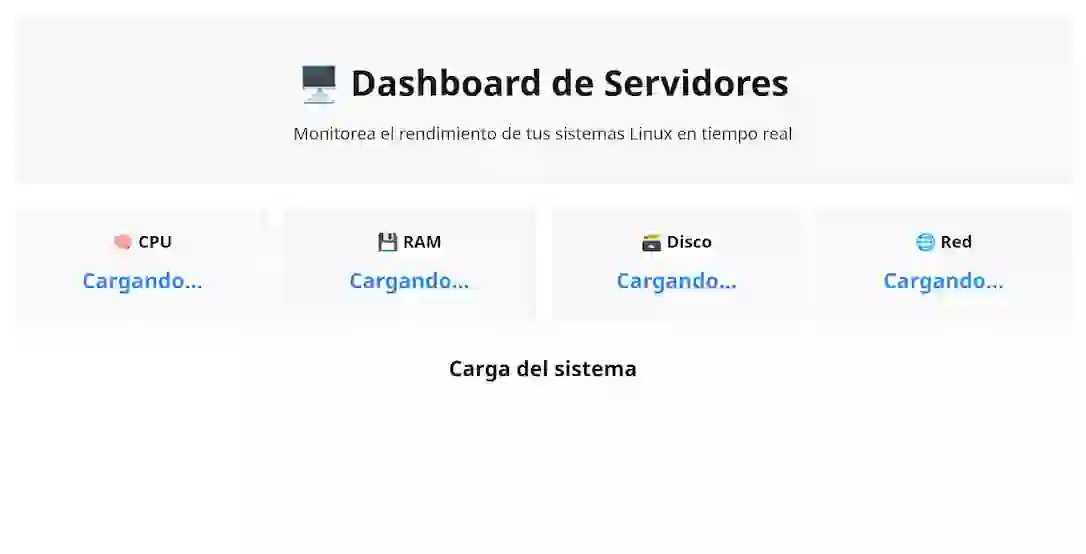 🖥️ Dashboard de Servidores
Monitorea el rendimiento de tus sistemas Linux en tiempo real
🧠 CPU
Cargando...
💾 RAM
Cargando...
🗃️ Disco
Cargando...
🌐 Red
Cargando...
Carga del sistema